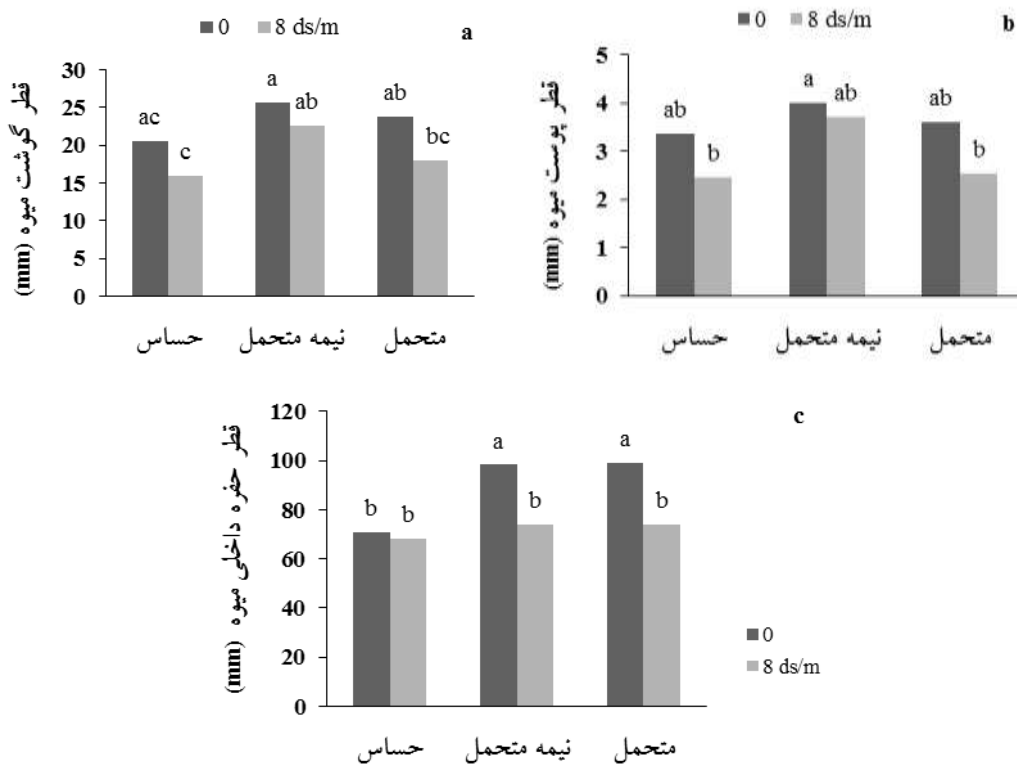 0 8 ds/m
a
قطر گوشت میوه (mm)
30
25
20
15
10
5
0
ac
c
a
ab
ab
bc
حساس نیمه متحمل متحمل
0 8 ds/m
b
قطر پوست میوه (mm)
5
4
3
2
1
0
ab
b
a
ab
ab
b
حساس نیمه متحمل متحمل
c
قطر حفره داخلی میوه (mm)
120
100
80
60
40
20
0
b
b
a
b
a
b
0
8 ds/m
حساس نیمه متحمل متحمل